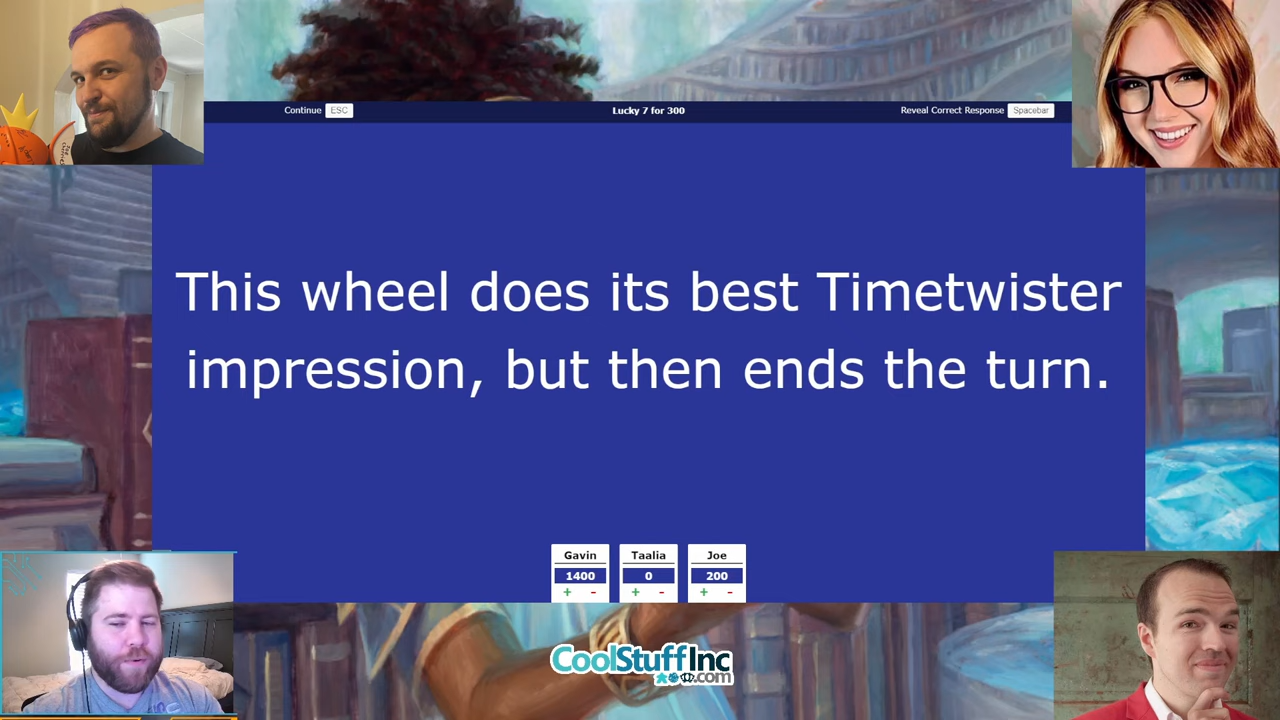 Continue ESC
Lucky 7 for 300
Reveal Correct Response Spacebar
This wheel does its best Timetwister
impression, but then ends the turn.
Gavin Taalia Joe
1400 0 200
+ - + - + -
CoolStuffInc
.com